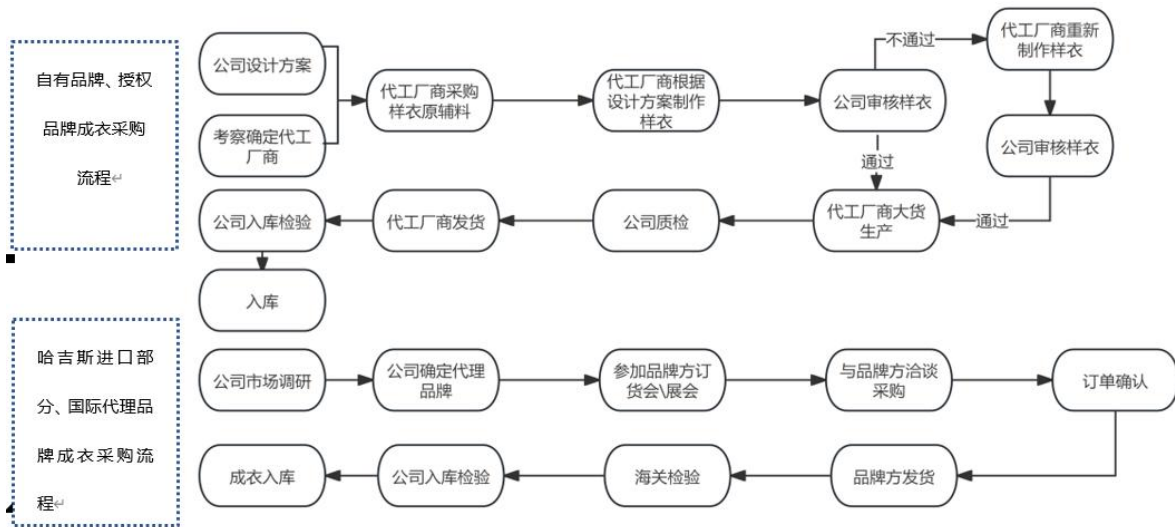 自有品牌、授权
品牌成衣采购
流程↵
公司设计方案
考察确定代工
厂商
代工厂商采购
样衣原辅料
代工厂商根据
设计方案制作
样衣
公司审核样衣
不通过
代工厂商重新
制作样衣
公司审核样衣
通过
通过
代工厂商大货
生产
公司质检
代工厂商发货
公司入库检验
入库
哈吉斯进口部
分、国际代理品
牌成衣采购流
程↵
公司市场调研
公司确定代理
品牌
参加品牌方订
货会\展会
与品牌方洽谈
采购
订单确认
品牌方发货
海关检验
公司入库检验
成衣入库